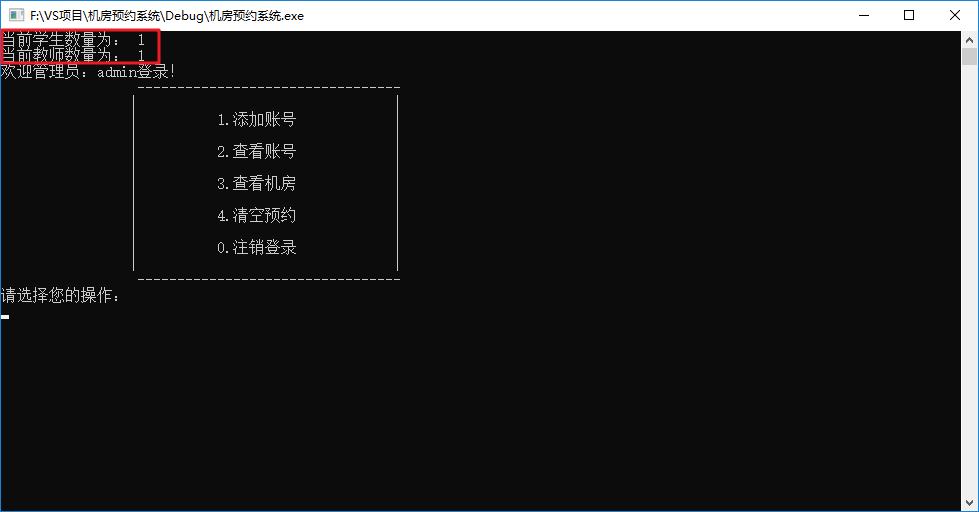 F:\VS项目\机房预约系统\Debug\机房预约系统.exe
当前学生数量为： 1
当前教师数量为： 1
欢迎管理员：admin登录！
---------------------------------
1.添加账号
2.查看账号
3.查看机房
4.清空预约
0.注销登录
---------------------------------
请选择您的操作：